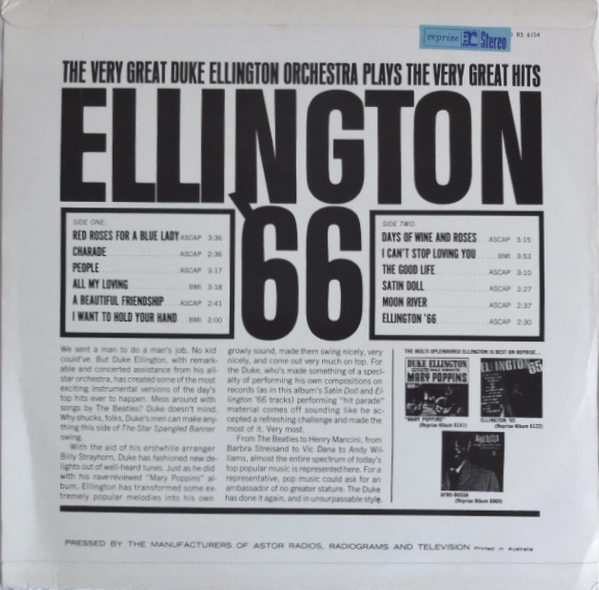 reprise r: Stereo
RS 6154
THE VERY GREAT DUKE ELLINGTON ORCHESTRA PLAYS THE VERY GREAT HITS
ELLINGTON
'66
SIDE ONE:
RED ROSES FOR A BLUE LADY ASCAP 3:36
CHARADE ASCAP 2:36
PEOPLE ASCAP 3:17
ALL MY LOVING BMI 3:18
A BEAUTIFUL FRIENDSHIP ASCAP 2:41
I WANT TO HOLD YOUR HAND BMI 2:00
SIDE TWO:
DAYS OF WINE AND ROSES ASCAP 3:15
I CAN'T STOP LOVING YOU BMI 3:53
THE GOOD LIFE ASCAP 3:10
SATIN DOLL ASCAP 2:27
MOON RIVER ASCAP 2:37
ELLINGTON '66 ASCAP 2:30
We sent a man to do a man's job. No kid
could've. But Duke Ellington, with remark-
able and concerted assistance from his all-
star orchestra, has created some of the most
exciting instrumental versions of the day's
top hits ever to happen. Mess around with
songs by The Beatles? Duke doesn't mind.
Why shucks, folks, Duke's men can make any-
thing this side of The Star Spangled Banner
swing.
With the aid of his erstwhile arranger
Billy Strayhorn, Duke has fashioned new de-
lights out of well-heard tunes. Just as he did
with his rave-reviewed "Mary Poppins" al-
bum, Ellington has transformed some ex-
tremely popular melodies into his own
growly sound, made them swing nicely, very
nicely, and come out very much on top. For
the Duke, who's made something of a speci-
alty of performing his own compositions on
records (as in this album's Satin Doll and El-
lington '66 tracks) performing "hit parade"
material comes off sounding like he ac-
cepted a refreshing challenge and made the
most of it. Very most.
From The Beatles to Henry Mancini, from
Barbra Streisand to Vic Dana to Andy Wil-
liams, almost the entire spectrum of today's
top popular music is represented here. For a
representative, pop music could ask for an
ambassador of no greater stature. The Duke
has done it again, and in unsurpassable style.
THE MULTI-SPLENDORED ELLINGTON IS BEST ON REPRISE...
DUKE ELLINGTON
MARY POPPINS
"MARY POPPINS"
(Reprise Album 6141)
ELLINGTON '65
ELLINGTON '65
(Reprise Album 6122)
AFRO-BOSSA
(Reprise Album 6069)
PRESSED BY THE MANUFACTURERS OF ASTOR RADIOS, RADIOGRAMS AND TELEVISION Printed in Australia